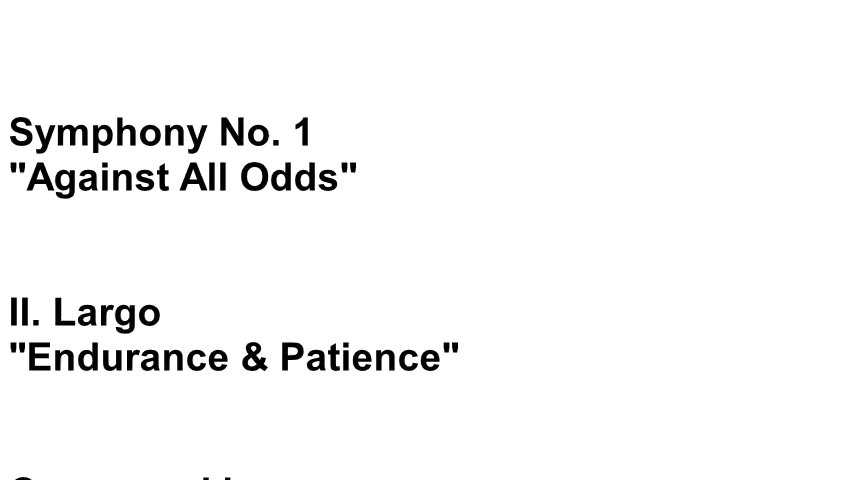 Symphony No. 1
"Against All Odds"
II. Largo
"Endurance & Patience"